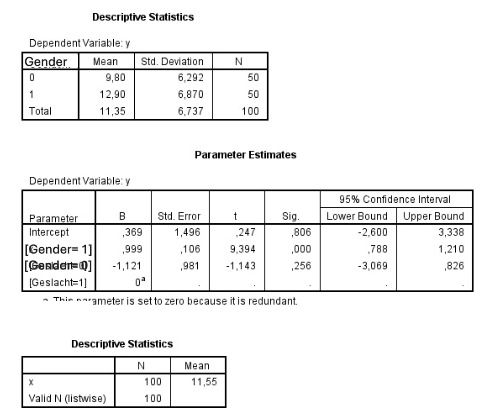 Descriptive Statistics
Dependent Variable: y
Gender Mean Std. Deviation N
0 9,80 6,292 50
1 12,90 6,870 50
Total 11,35 6,737 100
Parameter Estimates
Dependent Variable: y
95% Confidence Interval
Parameter B Std. Error t Sig. Lower Bound Upper Bound
Intercept ,369 1,496 ,247 ,806 -2,600 3,338
[Gender= 1] ,999 ,106 9,394 ,000 ,788 1,210
[Gender= 0] -1,121 ,981 -1,143 ,256 -3,069 ,826
[Geslacht=1] 0a . . . . .
a. This parameter is set to zero because it is redundant.
Descriptive Statistics
N Mean
x 100 11,55
Valid N (listwise) 100